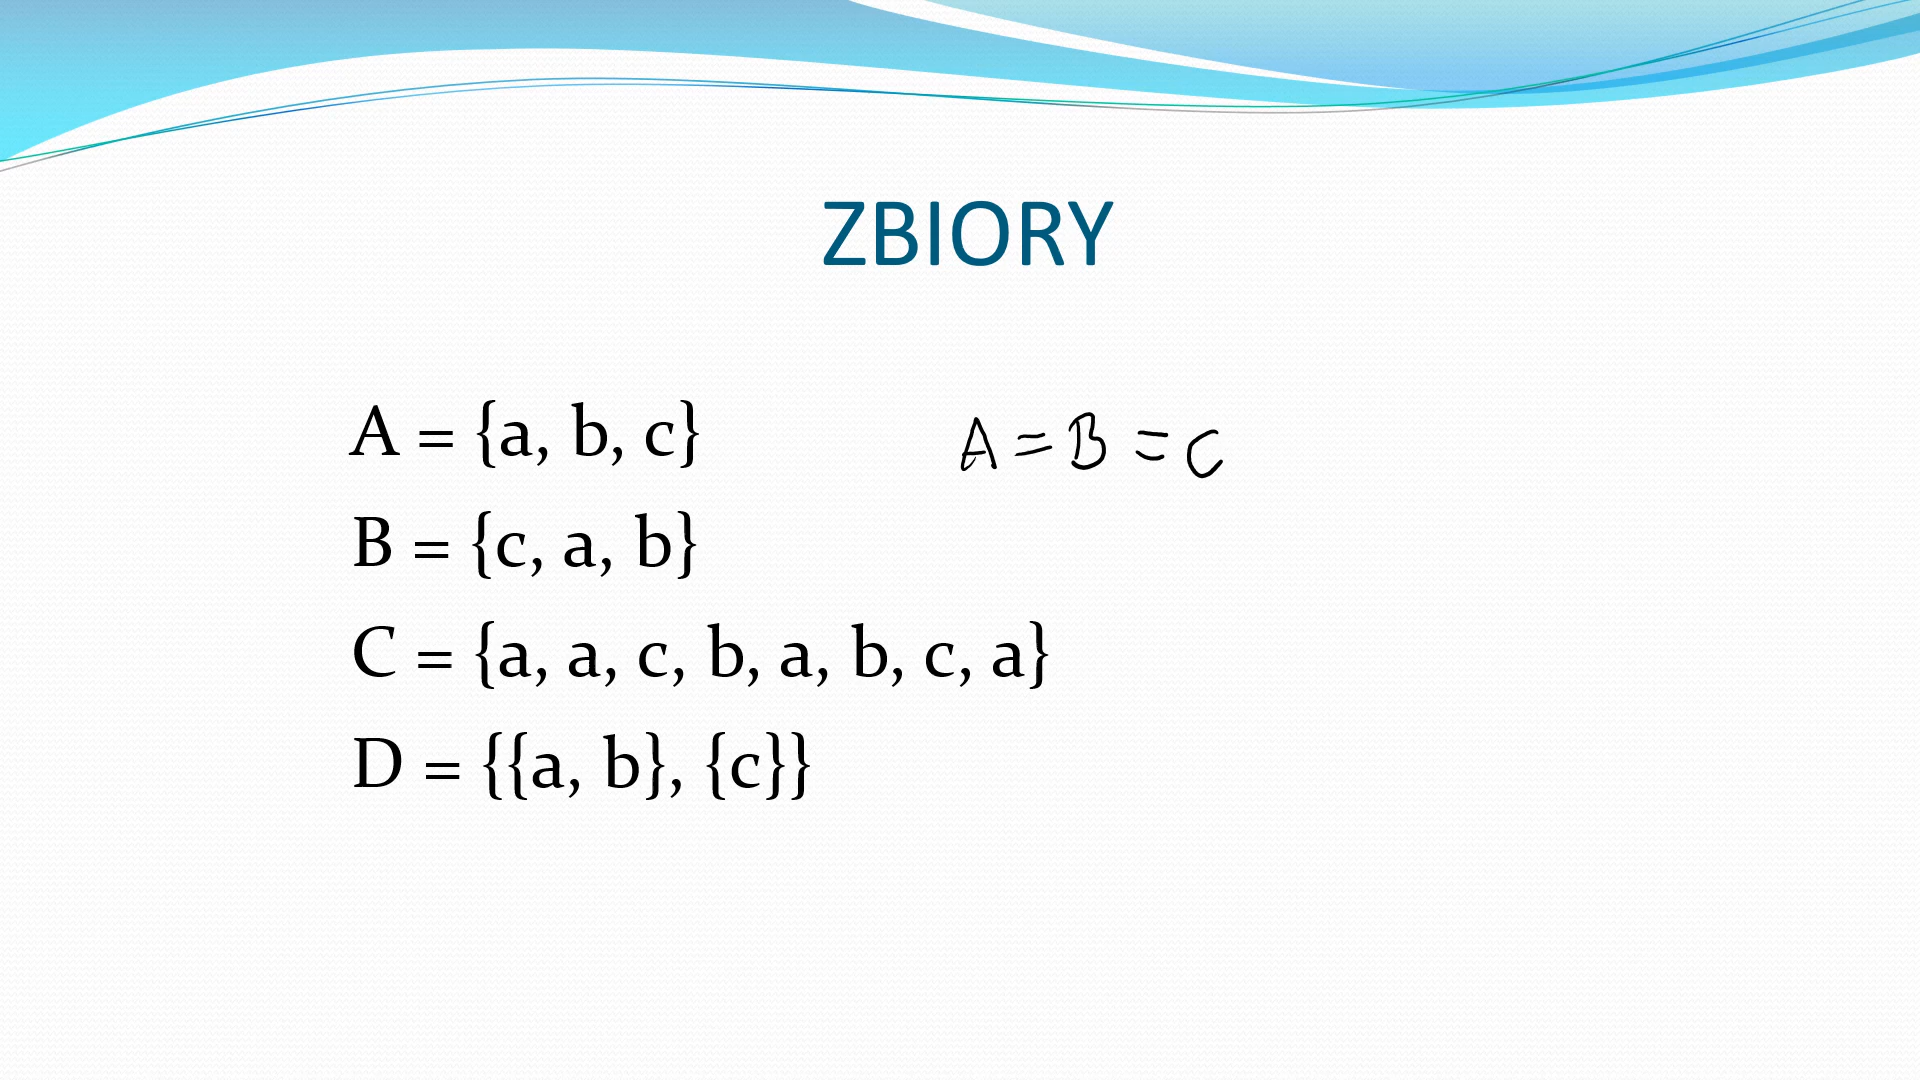 ZBIORY
A = {a, b, c}
A = B = C
B = {c, a, b}
C = {a, a, c, b, a, b, c, a}
D = {{a, b}, {c}}